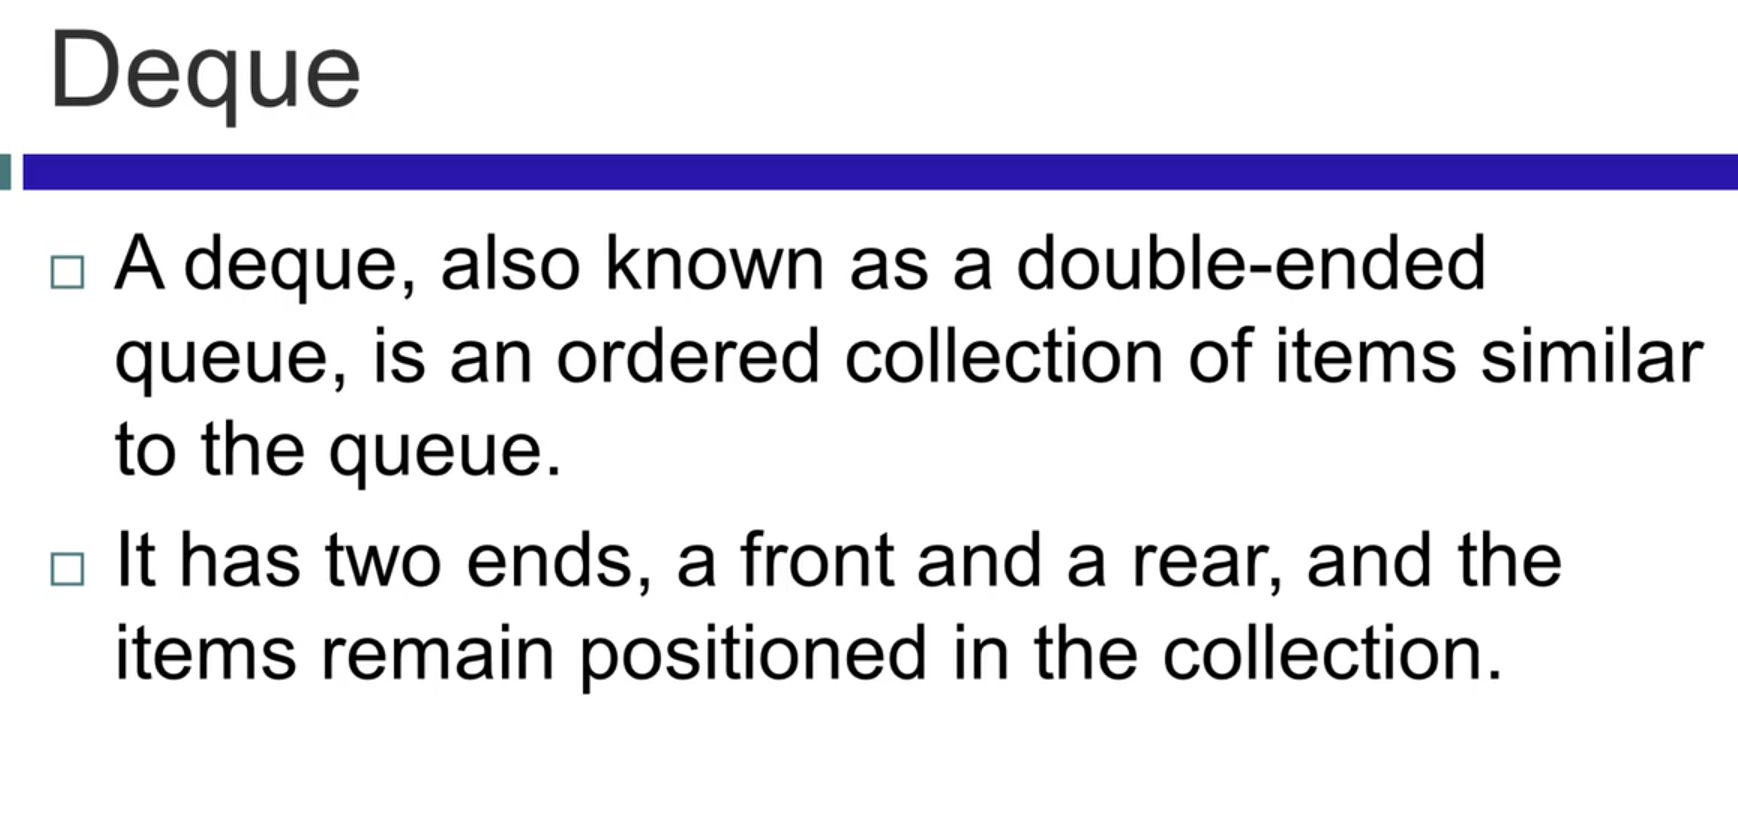 Deque
A deque, also known as a double-ended
queue, is an ordered collection of items similar
to the queue.
It has two ends, a front and a rear, and the
items remain positioned in the collection.